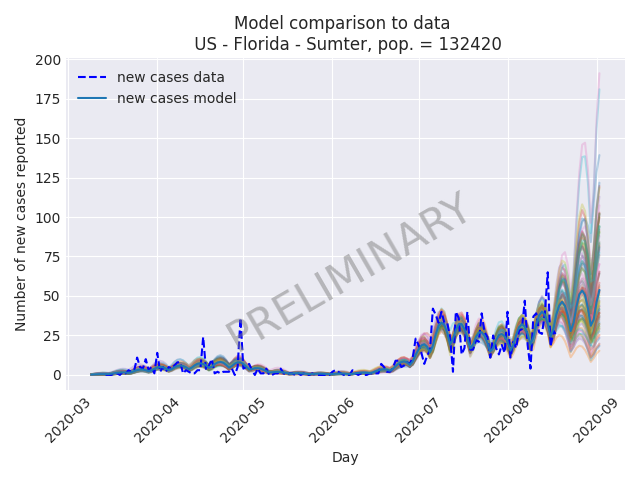 Model comparison to data
US - Florida - Sumter, pop. = 132420
200
175
150
125
100
75
50
25
0
Number of new cases reported
new cases data
new cases model
PRELIMINARY
2020-03
2020-04
2020-05
2020-06
2020-07
2020-08
2020-09
Day